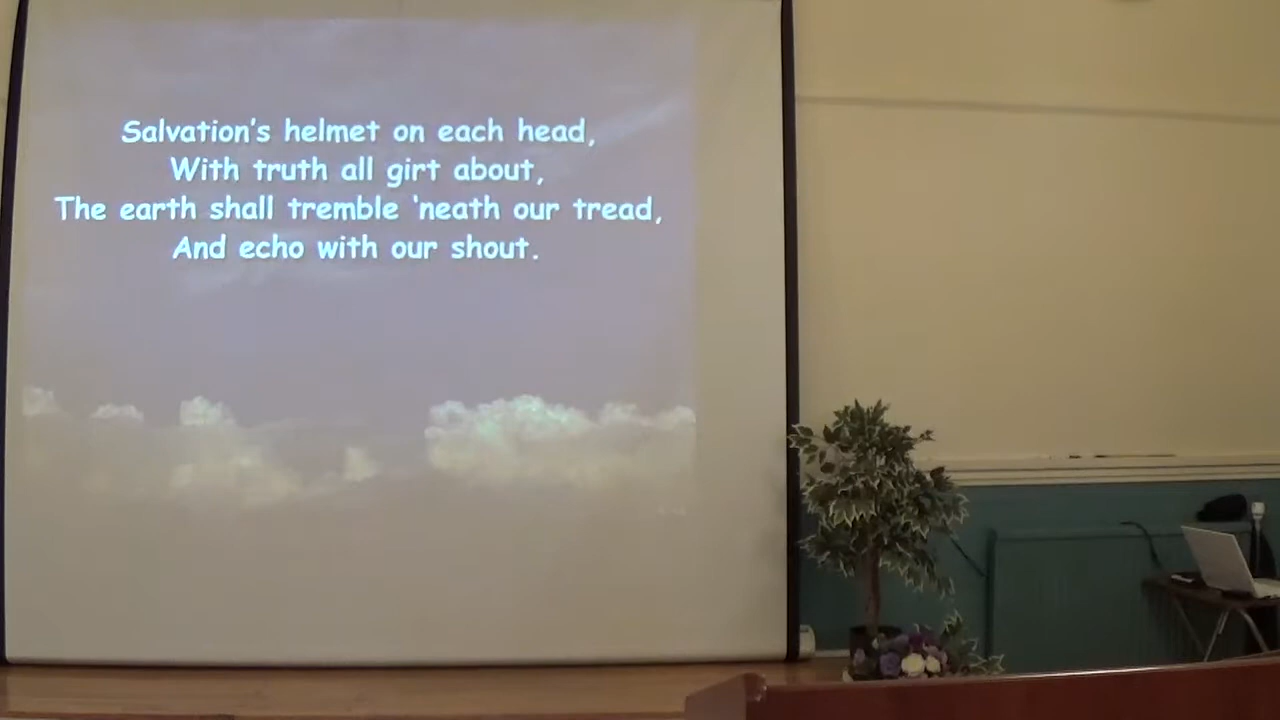 Salvation's helmet on each head,
With truth all girt about,
The earth shall tremble ‘neath our tread,
And echo with our shout.